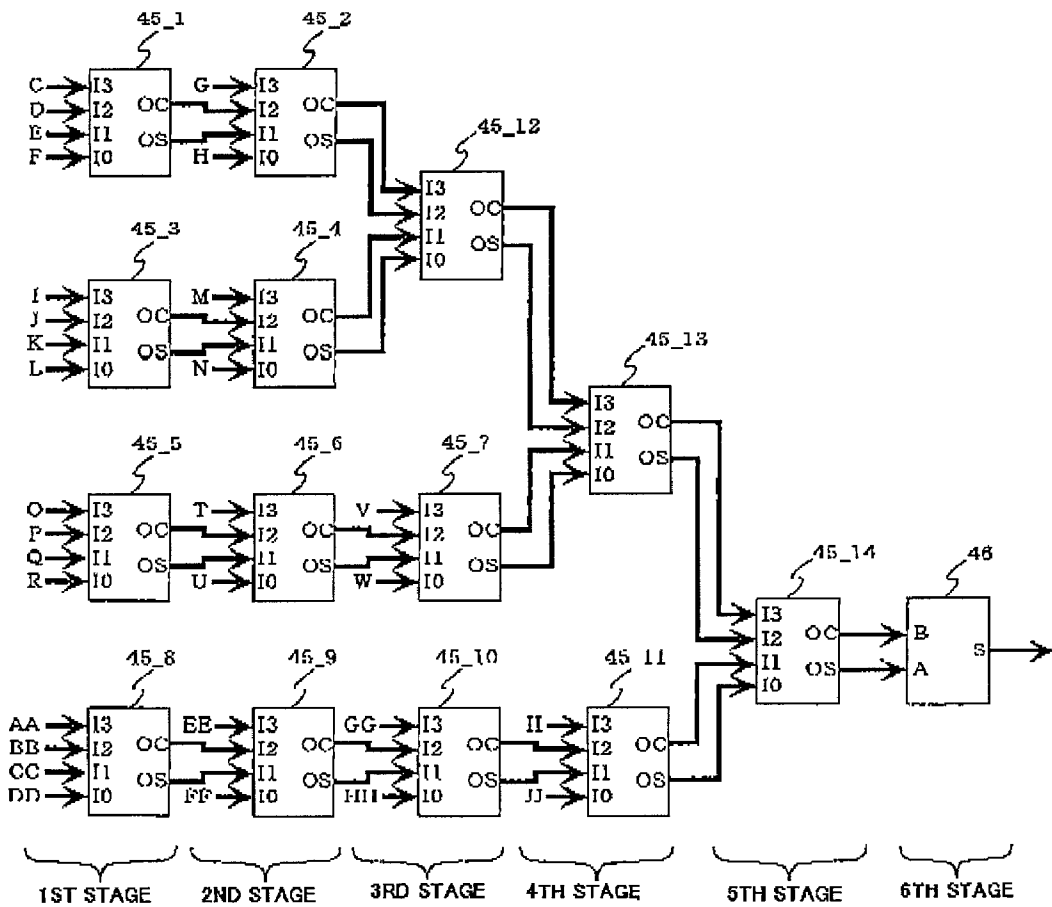 45_1
45_2
C I3
D I2 OC
E I1 OS
F I0
G I3
I2 OC
I1 OS
H I0
45_12
I3
I2 OC
I1 OS
I0
45_3
45_4
I I3
J I2 OC
K I1 OS
L I0
M I3
I2 OC
I1 OS
N I0
45_13
I3
I2 OC
I1 OS
I0
45_5
45_6
45_7
O I3
P I2 OC
Q I1 OS
R I0
T I3
I2 OC
I1 OS
U I0
V I3
I2 OC
I1 OS
W I0
45_14
46
I3
I2 OC
I1 OS
I0
B
A
S
45_8
45_9
45_10
45_11
AA I3
BB I2 OC
CC I1 OS
DD I0
EE I3
I2 OC
I1 OS
FF I0
GG I3
I2 OC
I1 OS
HH I0
II I3
I2 OC
I1 OS
JJ I0
1ST STAGE
2ND STAGE
3RD STAGE
4TH STAGE
5TH STAGE
6TH STAGE